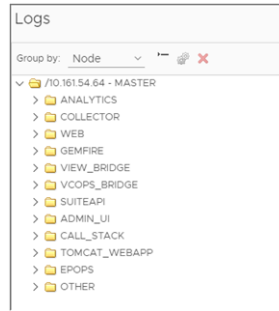 Logs
Group by: Node
/10.161.54.64 - MASTER
ANALYTICS
COLLECTOR
WEB
GEMFIRE
VIEW_BRIDGE
VCOPS_BRIDGE
SUITEAPI
ADMIN_UI
CALL_STACK
TOMCAT_WEBAPP
EPOPS
OTHER